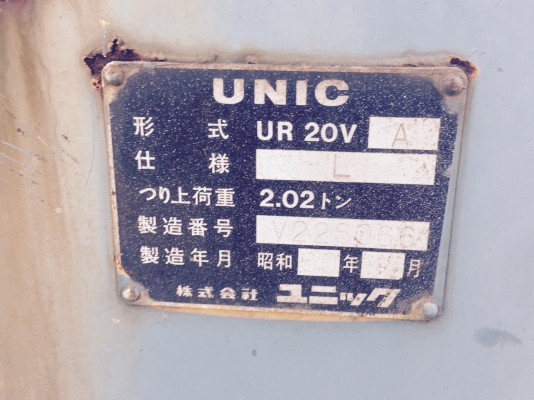 UNIC
形式 UR 20V A
仕様 L
つり上荷重 2.02トン
製造番号
製造年月 昭和 年 月
株式会社 ユニック